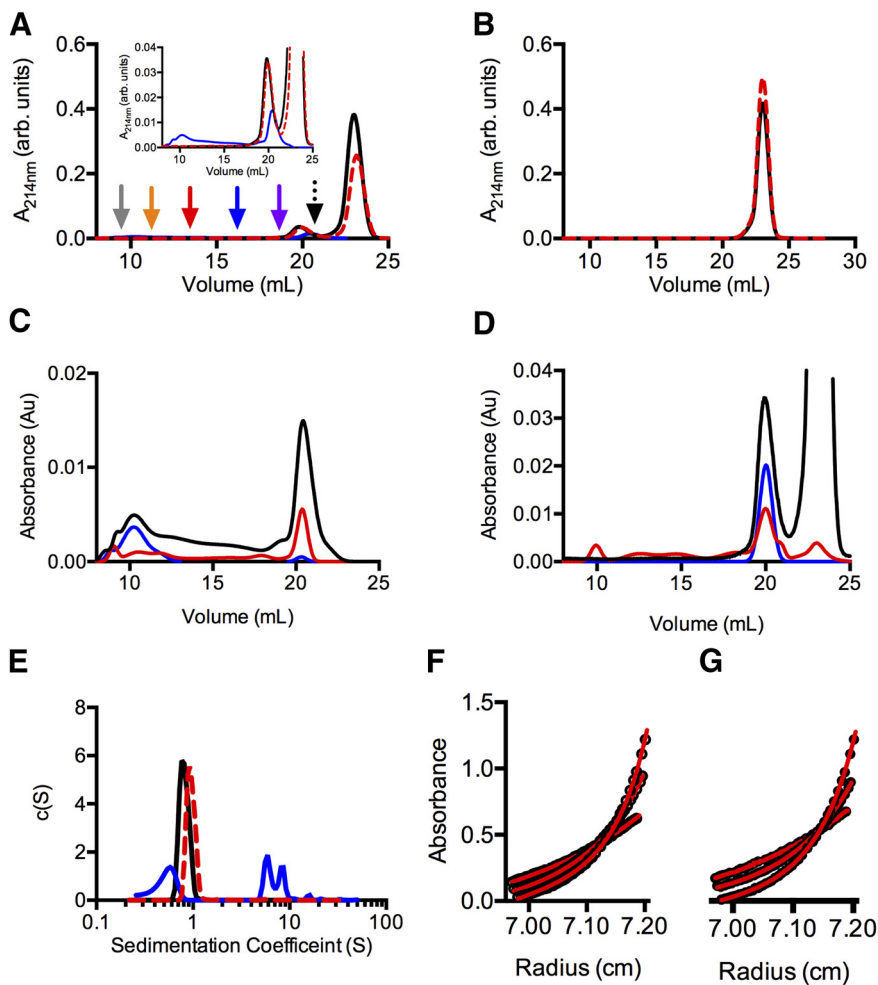 A
A214nm (arb. units)
0.6
0.4
0.2
0.0
10
15
20
25
Volume (mL)
A214nm (arb. units)
0.04
0.03
0.02
0.01
0.00
10
15
20
25
Volume (mL)
B
A214nm (arb. units)
0.6
0.4
0.2
0.0
10
15
20
25
30
Volume (mL)
C
Absorbance (Au)
0.02
0.01
0.00
10
15
20
25
Volume (mL)
D
Absorbance (Au)
0.04
0.03
0.02
0.01
0.00
10
15
20
25
Volume (mL)
E
c(S)
8
6
4
2
0
0.1
1
10
100
Sedimentation Coefficeint (S)
F
Absorbance
1.5
1.0
0.5
0.0
7.00
7.10
7.20
Radius (cm)
G
7.00
7.10
7.20
Radius (cm)